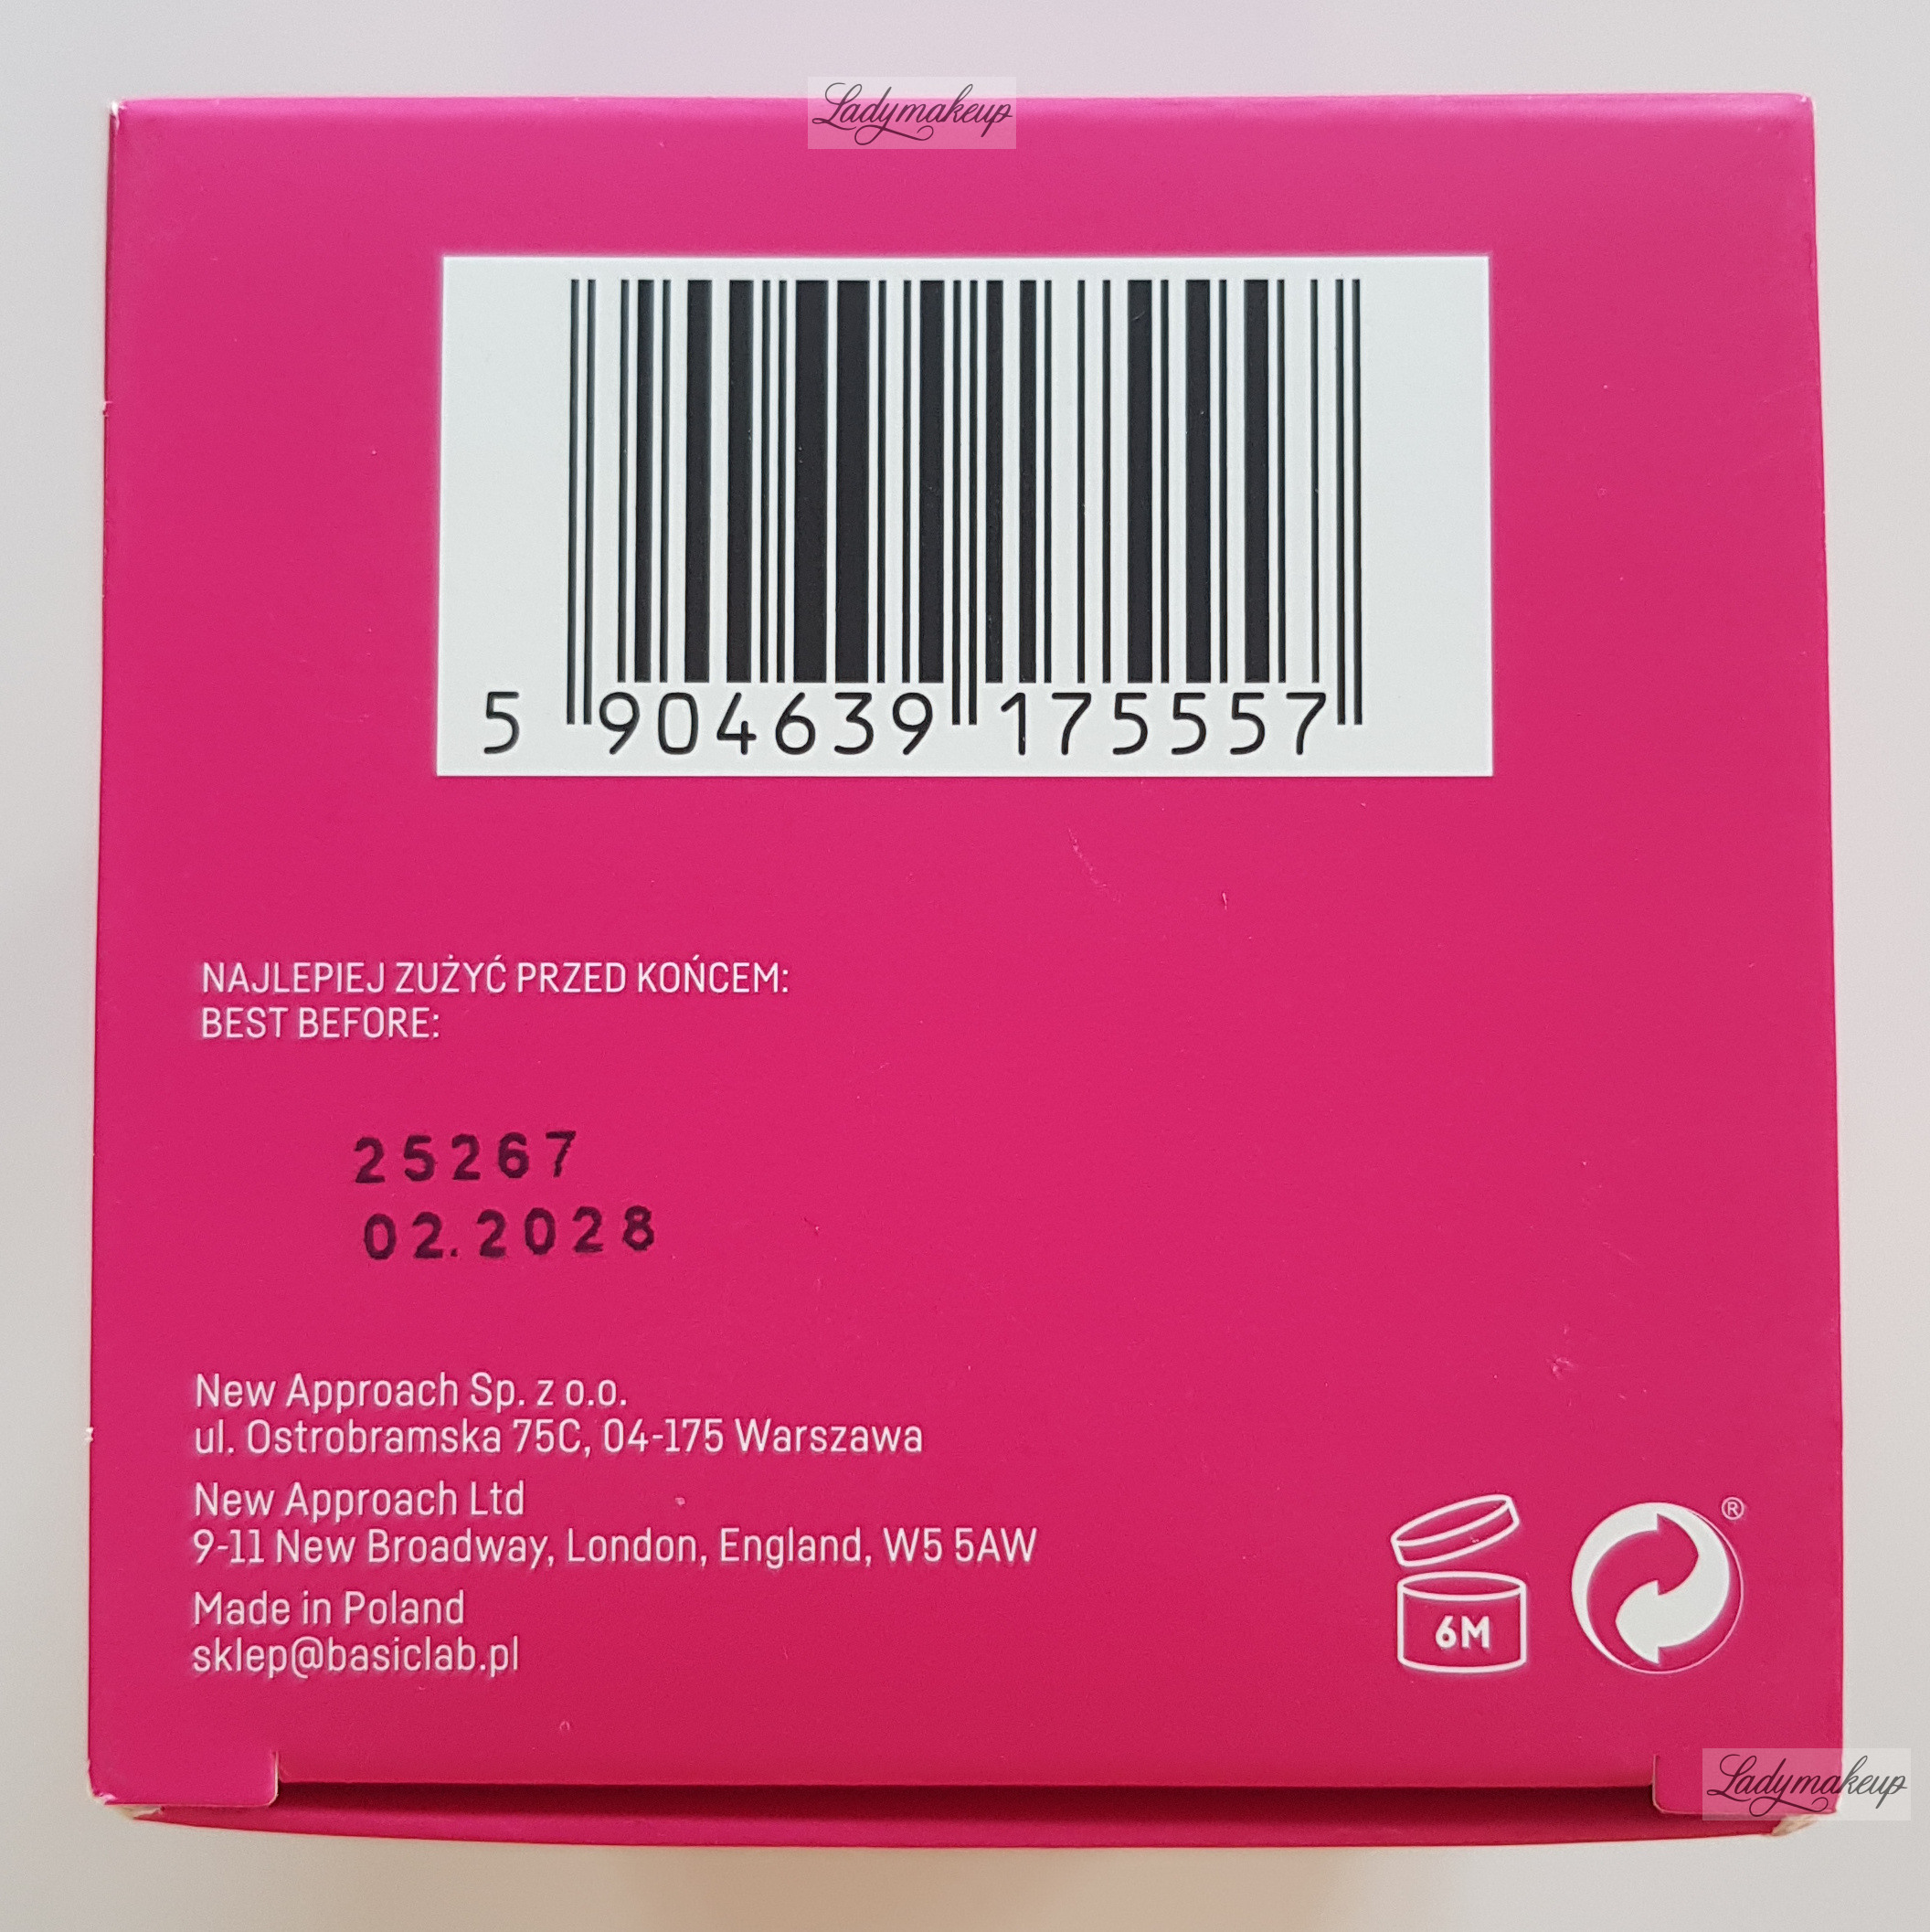 Ladymakeup
5 904639 175557
NAJLEPIEJ ZUŻYĆ PRZED KOŃCEM:
BEST BEFORE:
25267
02.2028
New Approach Sp. z o.o.
ul. Ostrobramska 75C, 04-175 Warszawa
New Approach Ltd
9-11 New Broadway, London, England, W5 5AW
Made in Poland
sklep@basiclab.pl
6M
®
Ladymakeup